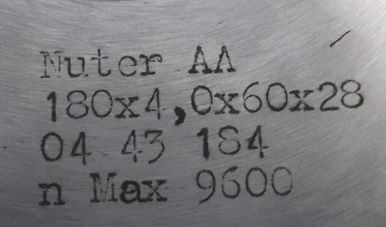 Nuter AA
180x4,0x60x28
04 43 184
n Max 9600